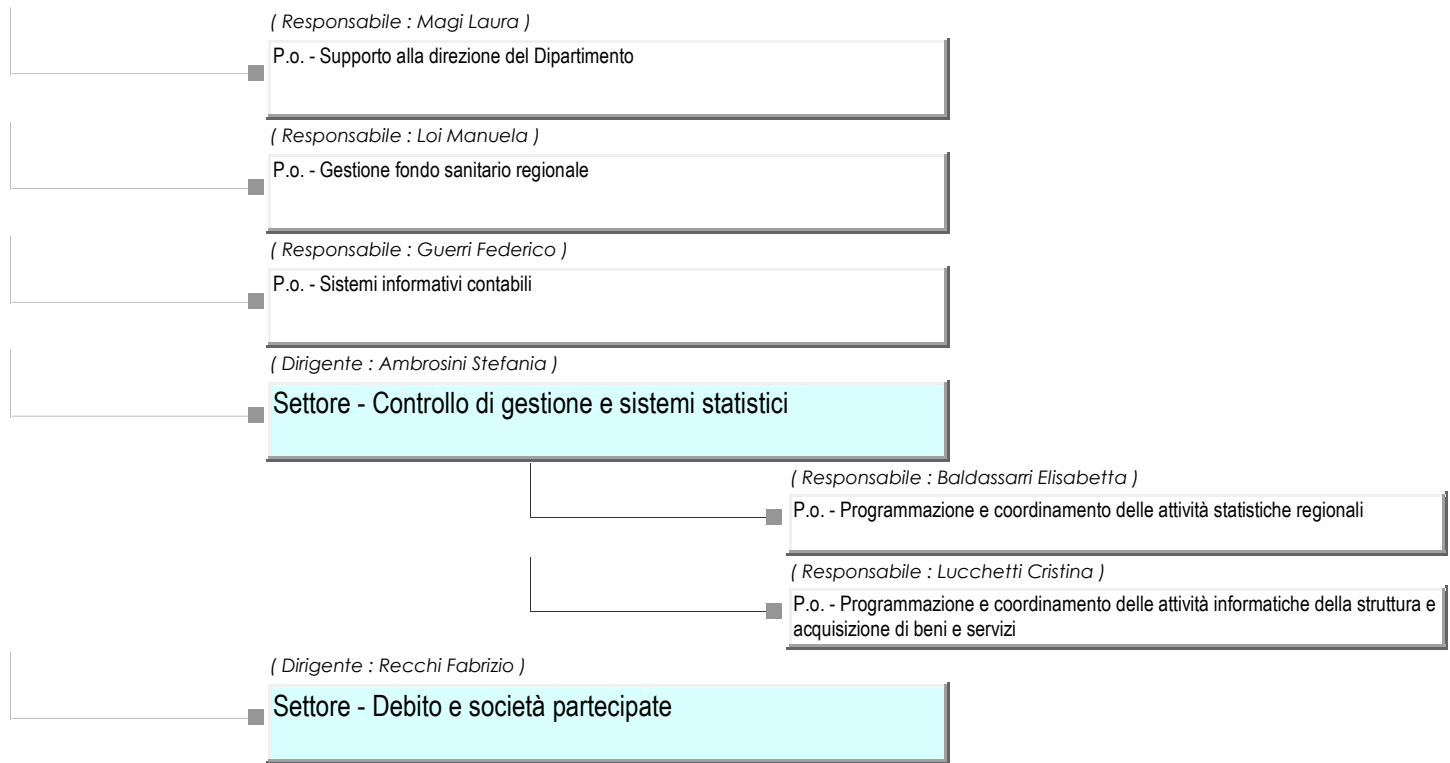 ( Responsabile : Magi Laura )
P.o. - Supporto alla direzione del Dipartimento
( Responsabile : Loi Manuela )
P.o. - Gestione fondo sanitario regionale
( Responsabile : Guerri Federico )
P.o. - Sistemi informativi contabili
( Dirigente : Ambrosini Stefania )
Settore - Controllo di gestione e sistemi statistici
( Responsabile : Baldassarri Elisabetta )
P.o. - Programmazione e coordinamento delle attività statistiche regionali
( Responsabile : Lucchetti Cristina )
P.o. - Programmazione e coordinamento delle attività informatiche della struttura e
acquisizione di beni e servizi
( Dirigente : Recchi Fabrizio )
Settore - Debito e società partecipate